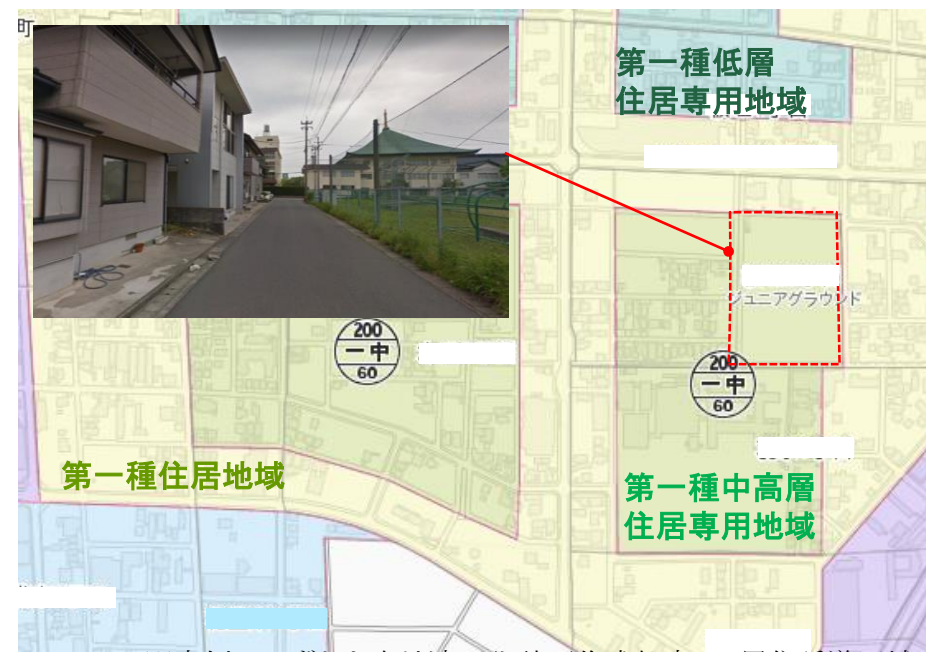 町
第一種低層
住居専用地域
ジュニアグラウンド
200
一中
60
200
一中
60
第一種住居地域
第一種中高層
住居専用地域